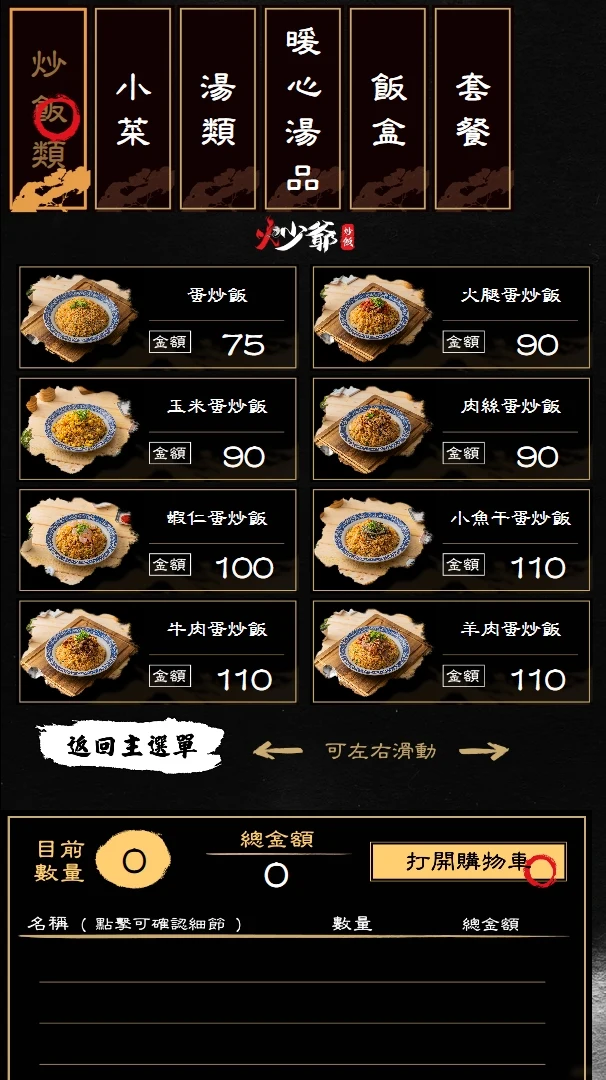 炒飯類
小菜
湯類
暖心湯品
飯盒
套餐
炒爺
炒飯
蛋炒飯
金額 75
火腿蛋炒飯
金額 90
玉米蛋炒飯
金額 90
肉絲蛋炒飯
金額 90
蝦仁蛋炒飯
金額 100
小魚干蛋炒飯
金額 110
牛肉蛋炒飯
金額 110
羊肉蛋炒飯
金額 110
返回主選單
可左右滑動
目前數量 0
總金額
0
打開購物車
名稱 ( 點擊可確認細節 ) 數量 總金額